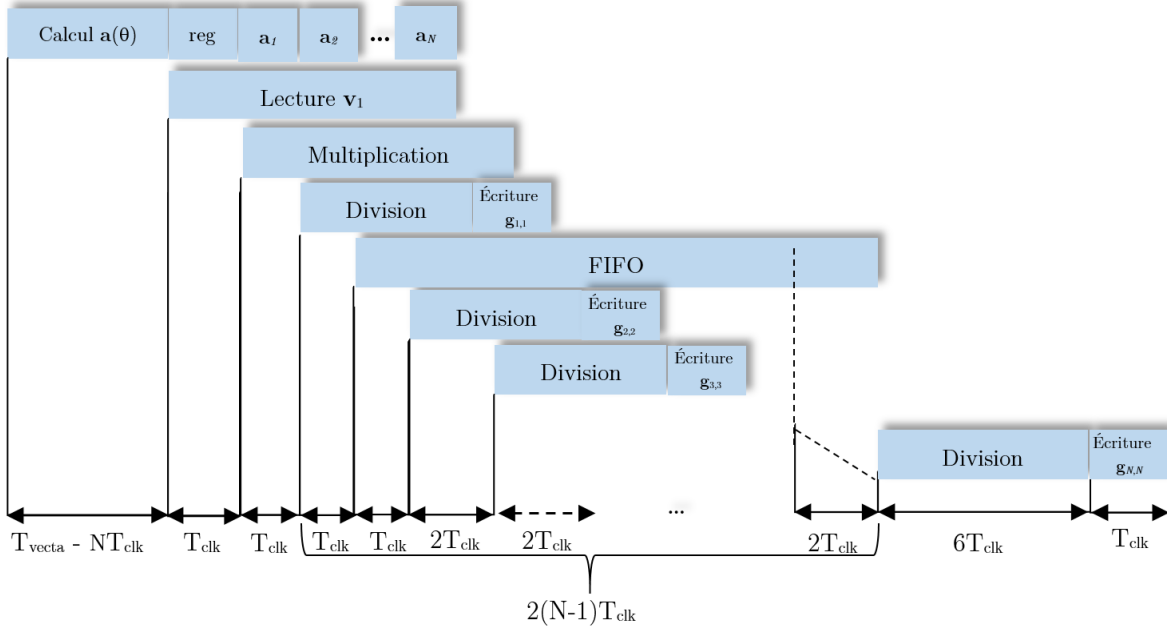 Calcul a(θ) reg a1 a2 ... aN
Lecture v1
Multiplication
Division Écriture g1,1
FIFO
Division Écriture g2,2
Division Écriture g3,3
Division Écriture gN,N
...
Tvecta - NTclk Tclk Tclk Tclk Tclk 2Tclk 2Tclk 2Tclk 6Tclk Tclk
2(N-1)Tclk